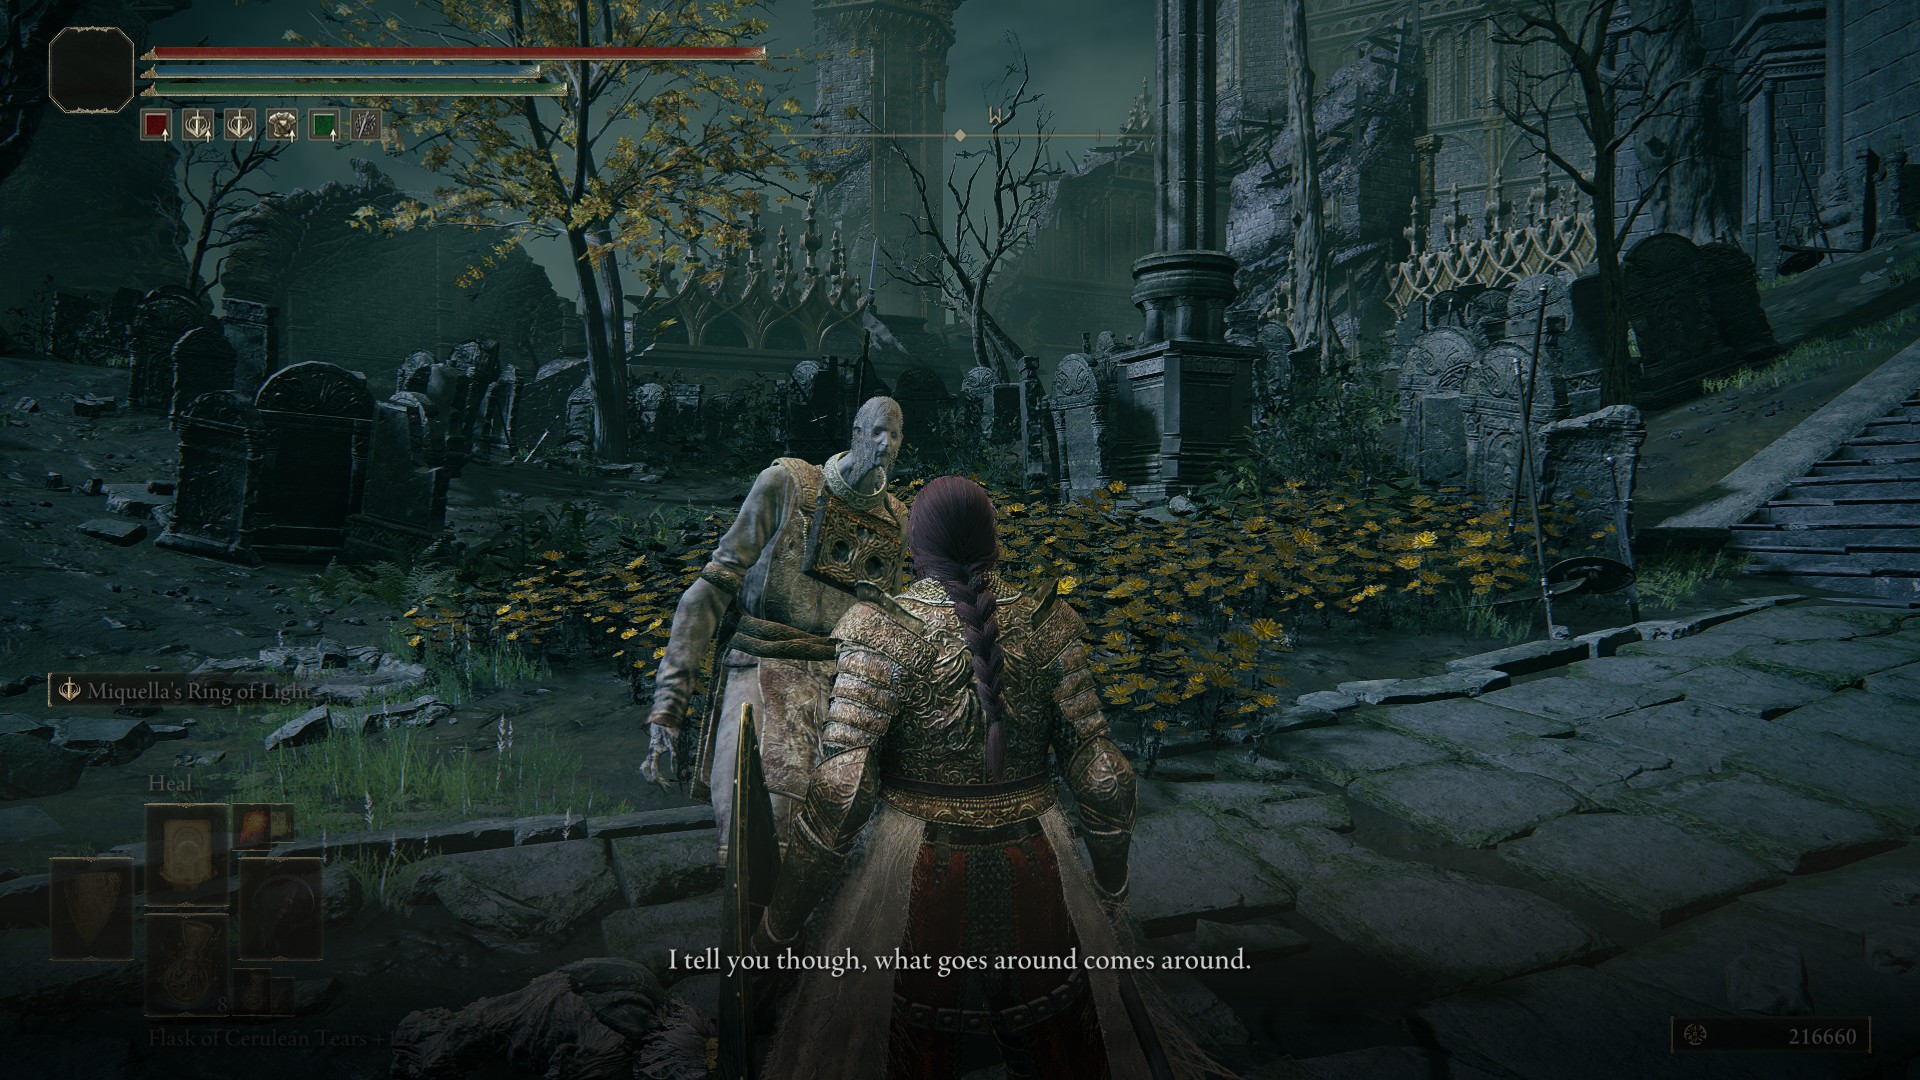 W
Miquella's Ring of Light
Heal
I tell you though, what goes around comes around.
8
Flask of Cerulean Tears +1
216660